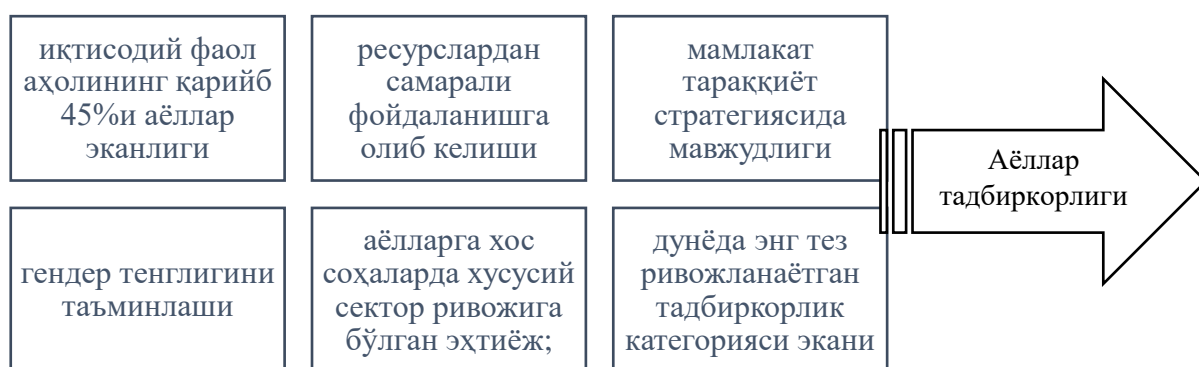 иқтисодий фаол
аҳолининг қарийб
45%и аёллар
эканлиги
ресурслардан
самарали
фойдаланишга
олиб келиши
мамлакат
тараққиёт
стратегиясида
мавжудлиги
Аёллар
тадбиркорлиги
гендер тенглигини
таъминлаши
аёлларга хос
соҳаларда хусусий
сектор ривожига
бўлган эҳтиёж;
дунёда энг тез
ривожланаётган
тадбиркорлик
категорияси экани